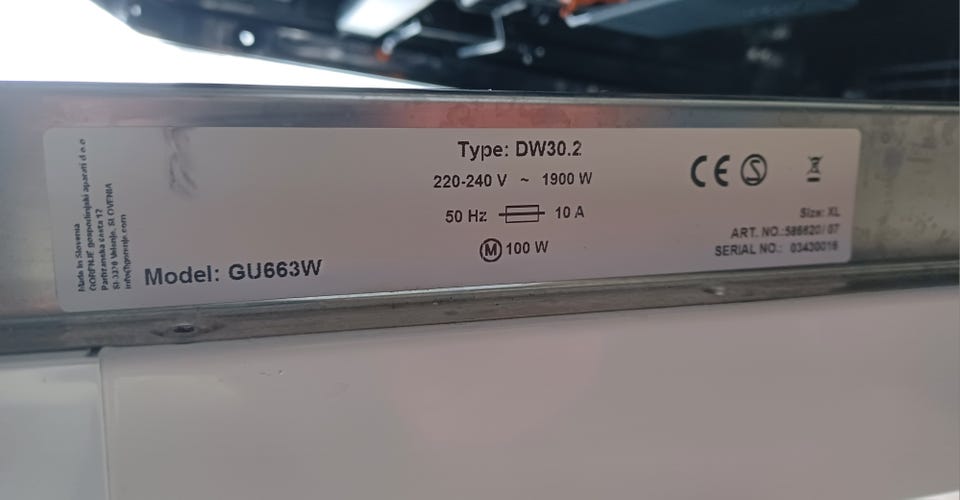 Made in Slovenia
GORENJE gospodinjski aparati d.o.o
Partizanska cesta 12
SI-3320 Velenje, SLOVENIA
info@gorenje.com
Model: GU663W
Type: DW30.2
220-240 V ~ 1900 W
50 Hz 10 A
M 100 W
CE S
Size: XL
ART. NO.:586620/ 07
SERIAL NO.: 03430016